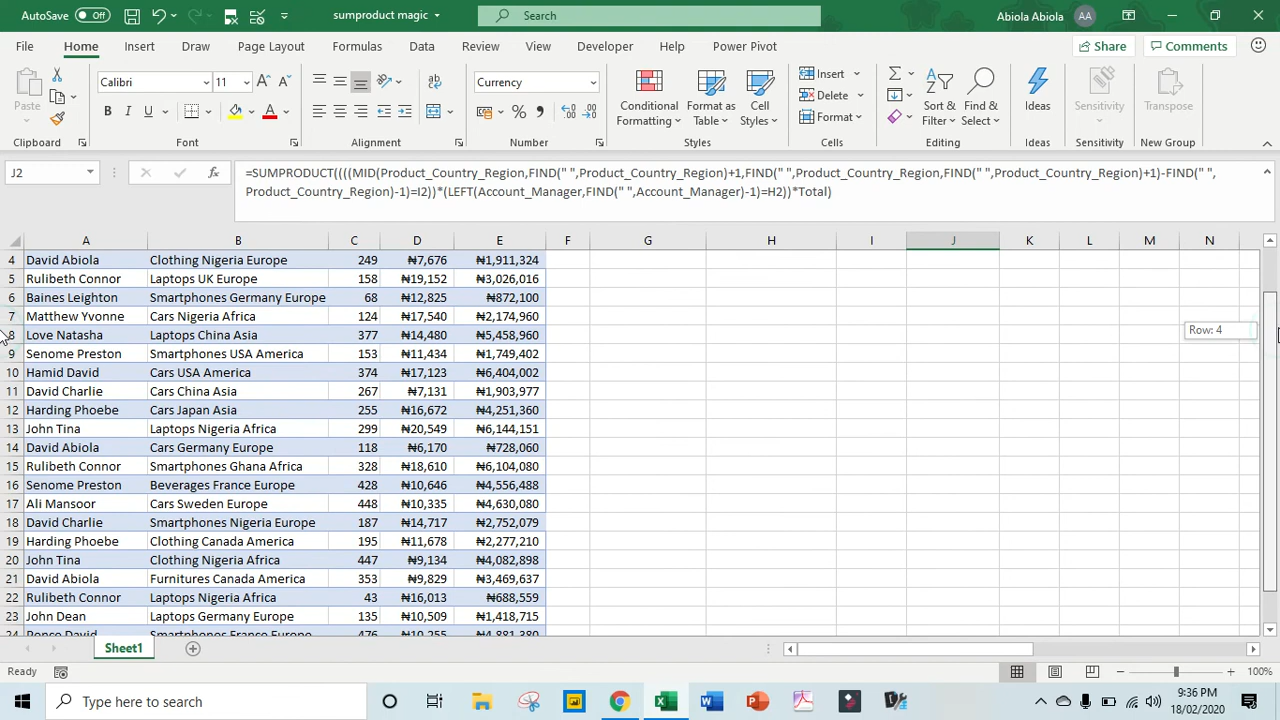 AutoSave Off sumproduct magic Search Abiola Abiola AA
File Home Insert Draw Page Layout Formulas Data Review View Developer Help Power Pivot Share Comments
Calibri 11 Currency Insert
Paste B I U Conditional Formatting Format as Table Cell Styles Delete Sort & Filter Find & Select Ideas Sensitivity Transpose
Format
Clipboard Font Alignment Number Styles Cells Editing Ideas Sensitivity New Group
J2 fx =SUMPRODUCT((((MID(Product_Country_Region,FIND(" ",Product_Country_Region)+1,FIND(" ",Product_Country_Region,FIND(" ",Product_Country_Region)+1)-FIND(" ",
Product_Country_Region)-1)=I2))*(LEFT(Account_Manager,FIND(" ",Account_Manager)-1)=H2))*Total)
A B C D E F G H I J K L M N
4 David Abiola Clothing Nigeria Europe 249 ₦7,676 ₦1,911,324
5 Rulibeth Connor Laptops UK Europe 158 ₦19,152 ₦3,026,016
6 Baines Leighton Smartphones Germany Europe 68 ₦12,825 ₦872,100
7 Matthew Yvonne Cars Nigeria Africa 124 ₦17,540 ₦2,174,960
Row: 4
8 Love Natasha Laptops China Asia 377 ₦14,480 ₦5,458,960
9 Senome Preston Smartphones USA America 153 ₦11,434 ₦1,749,402
10 Hamid David Cars USA America 374 ₦17,123 ₦6,404,002
11 David Charlie Cars China Asia 267 ₦7,131 ₦1,903,977
12 Harding Phoebe Cars Japan Asia 255 ₦16,672 ₦4,251,360
13 John Tina Laptops Nigeria Africa 299 ₦20,549 ₦6,144,151
14 David Abiola Cars Germany Europe 118 ₦6,170 ₦728,060
15 Rulibeth Connor Smartphones Ghana Africa 328 ₦18,610 ₦6,104,080
16 Senome Preston Beverages France Europe 428 ₦10,646 ₦4,556,488
17 Ali Mansoor Cars Sweden Europe 448 ₦10,335 ₦4,630,080
18 David Charlie Smartphones Nigeria Europe 187 ₦14,717 ₦2,752,079
19 Harding Phoebe Clothing Canada America 195 ₦11,678 ₦2,277,210
20 John Tina Clothing Nigeria Africa 447 ₦9,134 ₦4,082,898
21 David Abiola Furnitures Canada America 353 ₦9,829 ₦3,469,637
22 Rulibeth Connor Laptops Nigeria Africa 43 ₦16,013 ₦688,559
23 John Dean Laptops Germany Europe 135 ₦10,509 ₦1,418,715
24 Ponce David Smartphones France Europe 476 ₦10,255 ₦4,881,380
Sheet1
Ready 100%
Type here to search 9:36 PM
18/02/2020